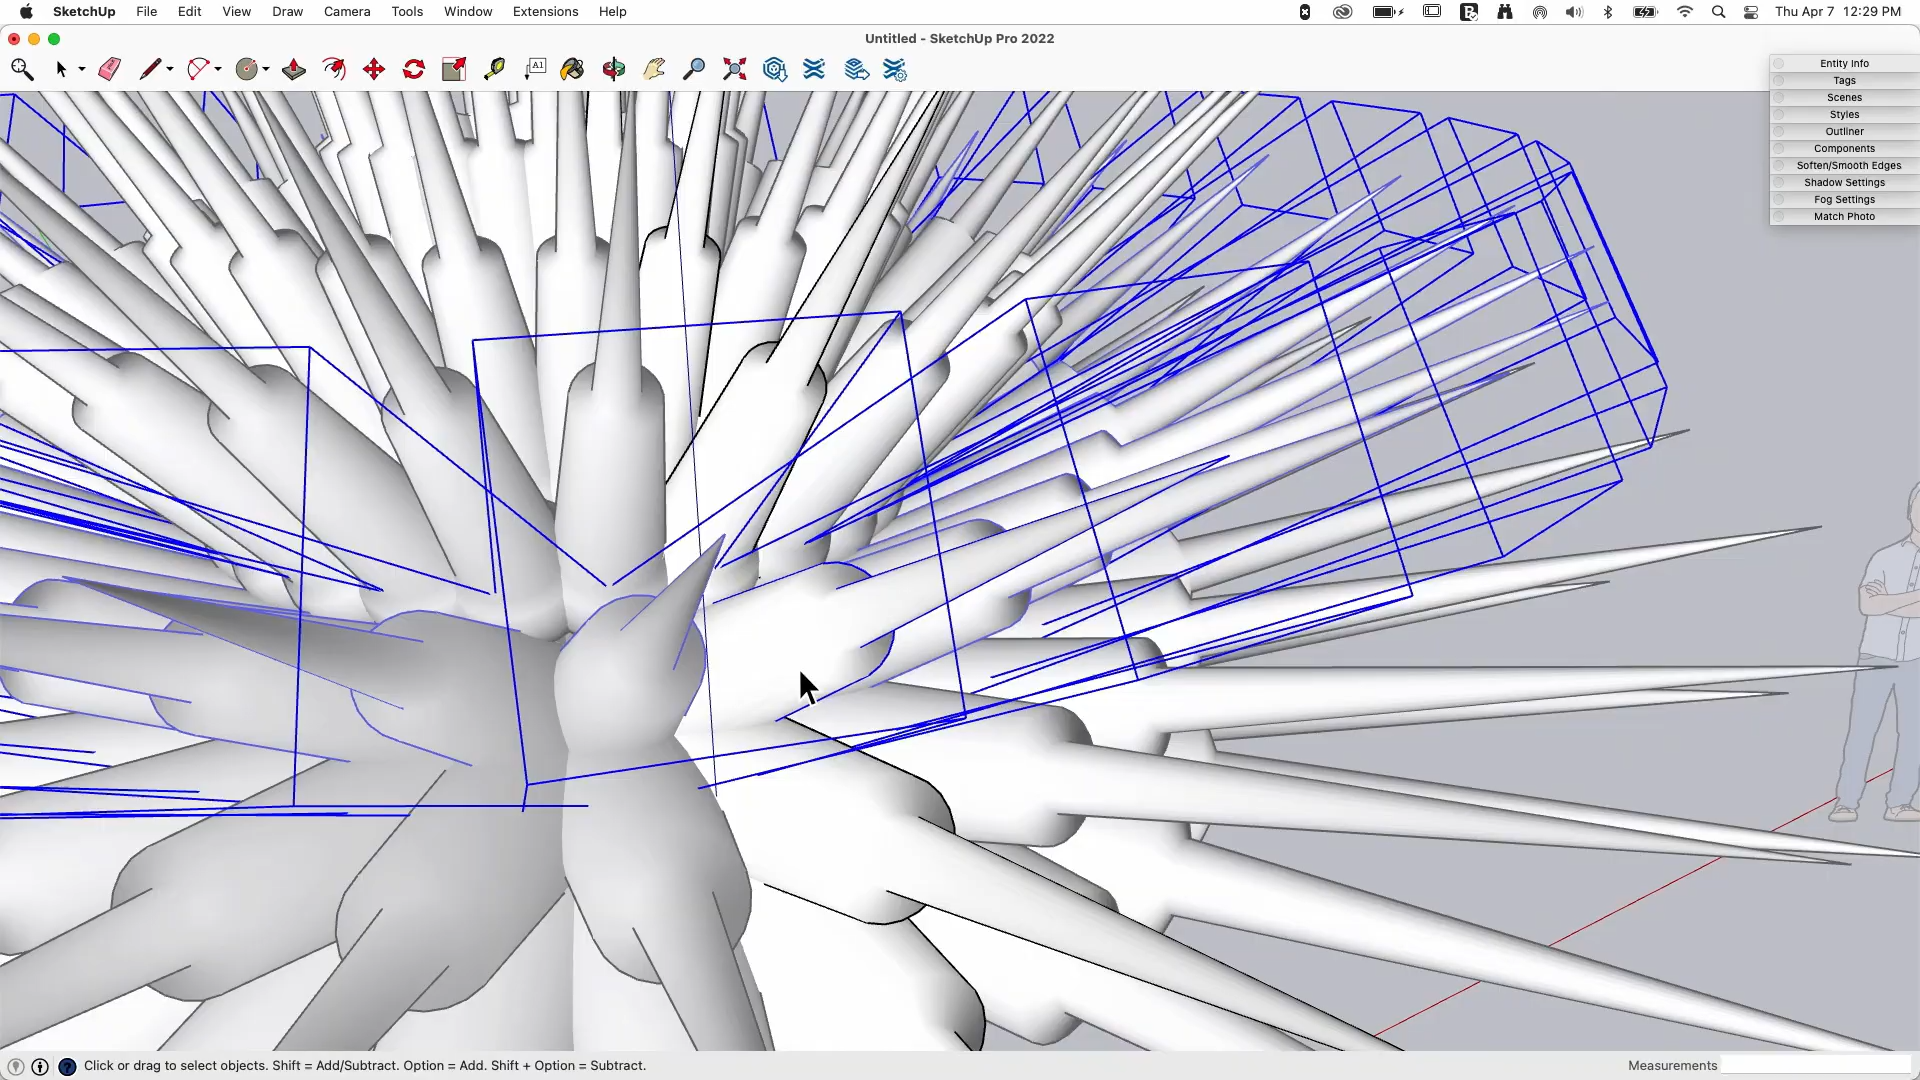 SketchUp File Edit View Draw Camera Tools Window Extensions Help Thu Apr 7 12:29 PM
Untitled - SketchUp Pro 2022
A1
Entity Info
Tags
Scenes
Styles
Outliner
Components
Soften/Smooth Edges
Shadow Settings
Fog Settings
Match Photo
Click or drag to select objects. Shift = Add/Subtract. Option = Add. Shift + Option = Subtract. Measurements